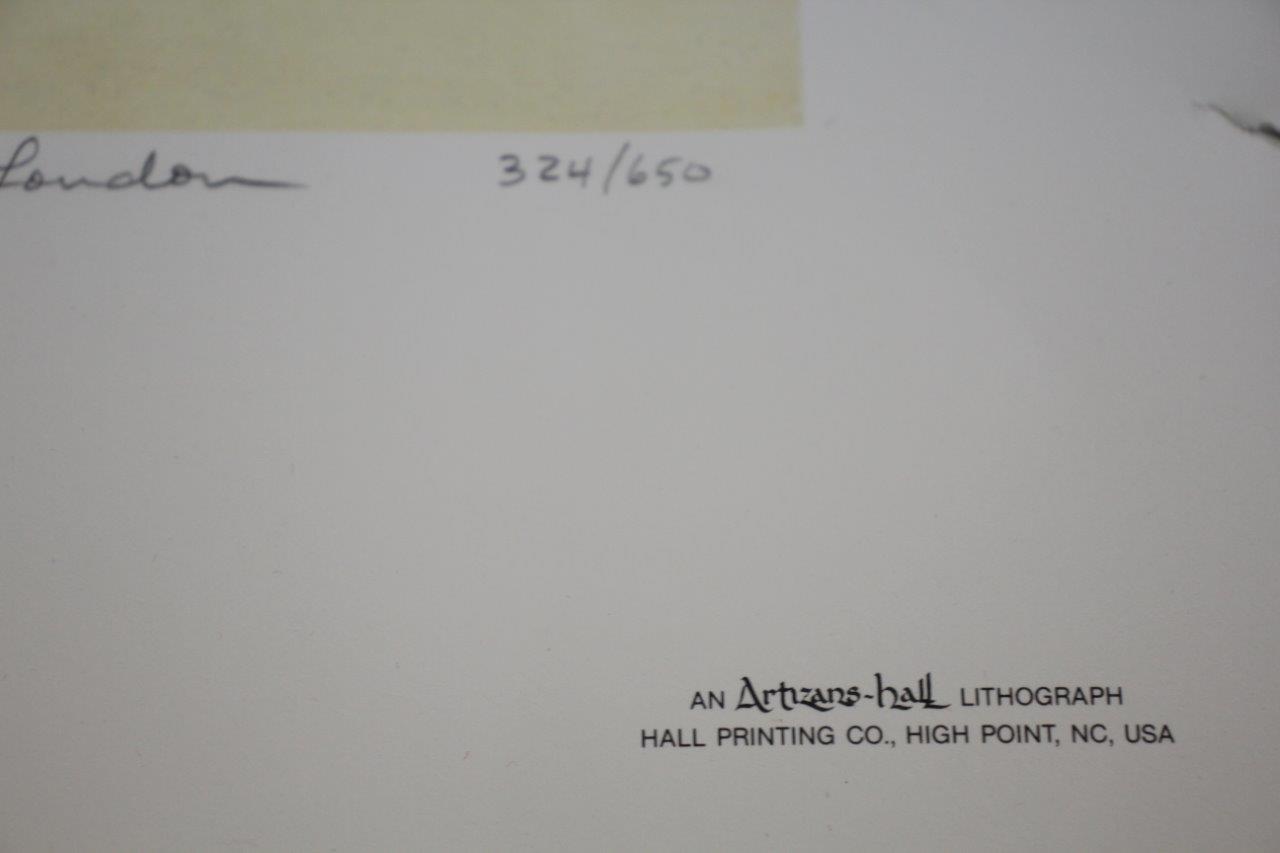 London 324/650
AN Artizans-hall LITHOGRAPH
HALL PRINTING CO., HIGH POINT, NC, USA